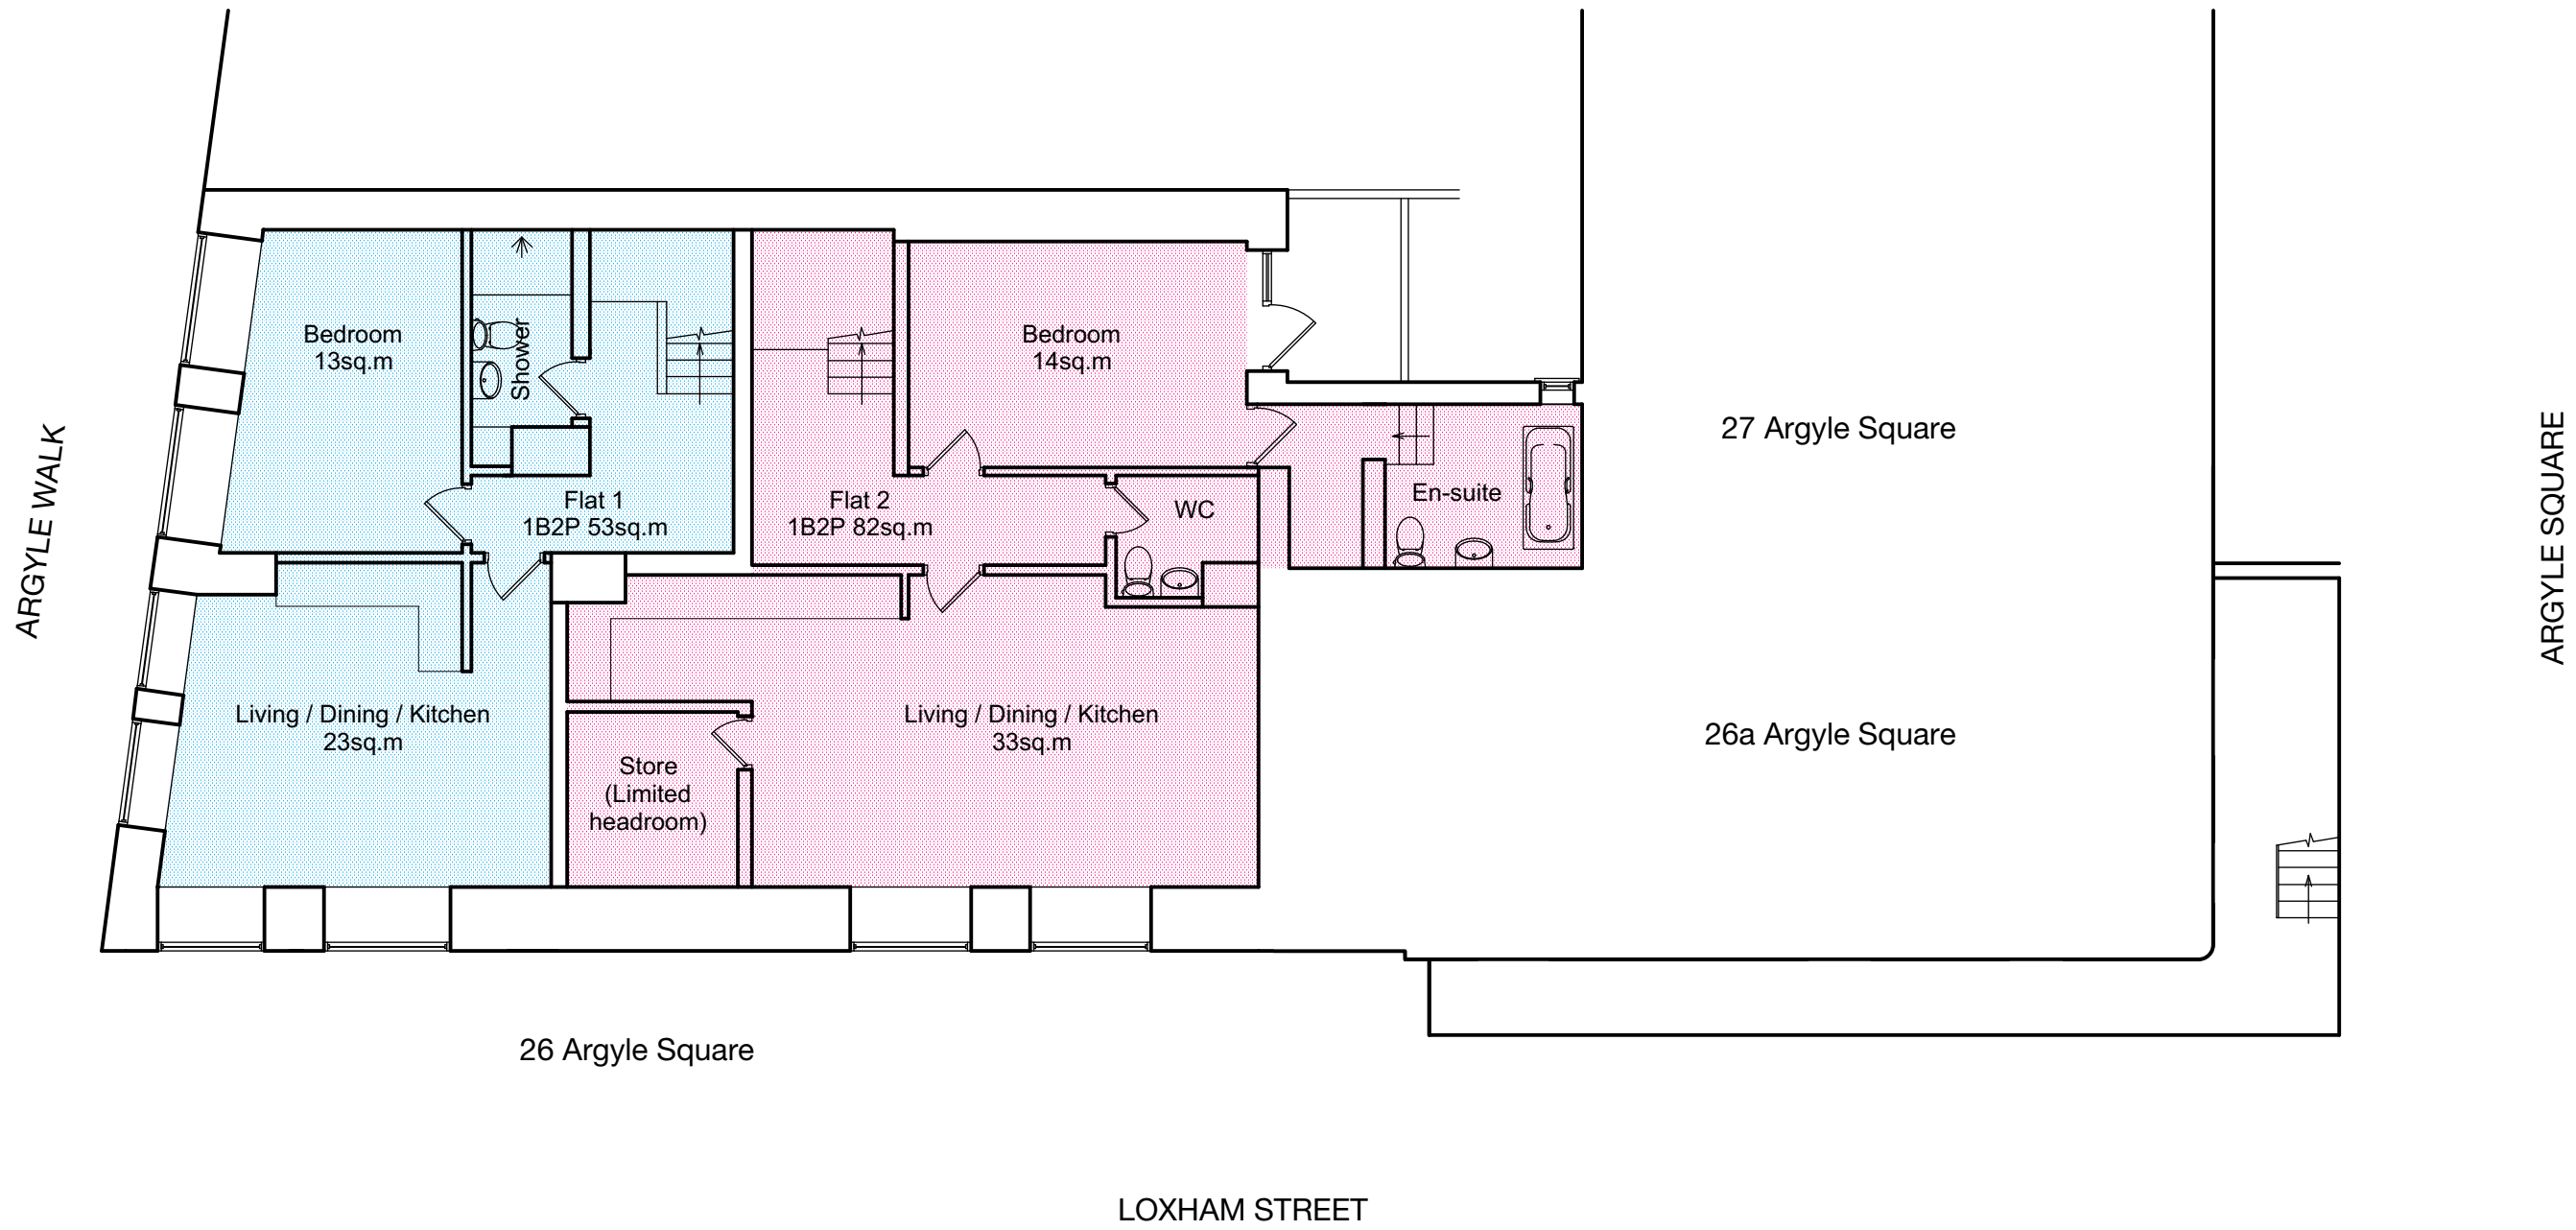 Bedroom
13sq.m
Shower
Bedroom
14sq.m
27 Argyle Square
ARGYLE WALK
ARGYLE SQUARE
Flat 1
1B2P 53sq.m
Flat 2
1B2P 82sq.m
WC
En-suite
Living / Dining / Kitchen
23sq.m
Living / Dining / Kitchen
33sq.m
26a Argyle Square
Store
(Limited
headroom)
26 Argyle Square
LOXHAM STREET